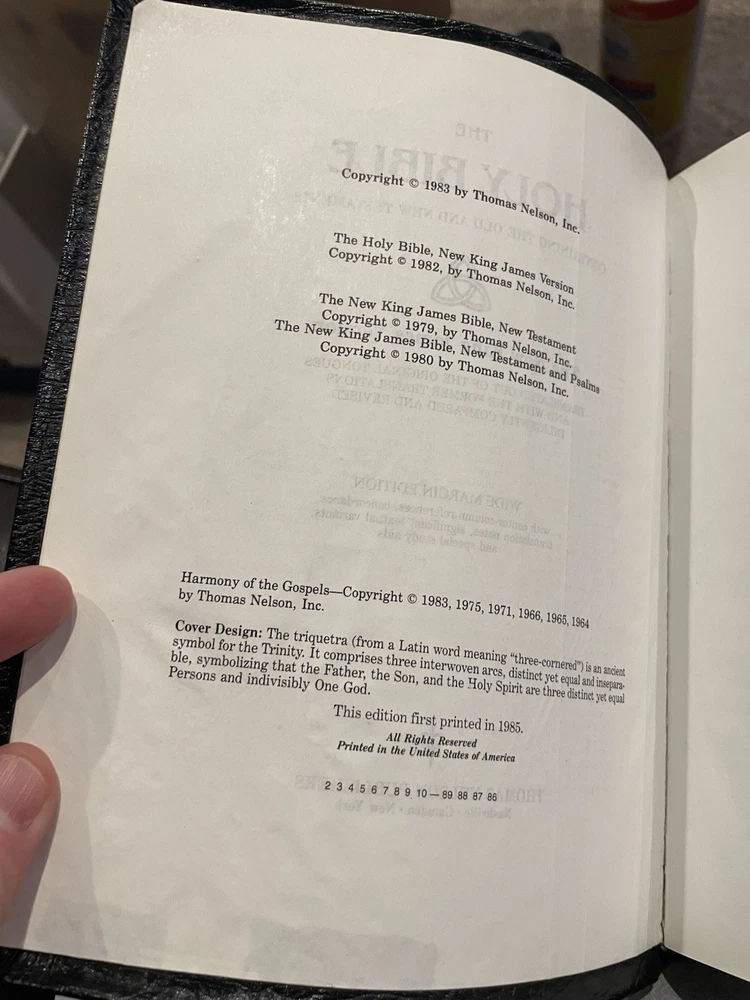 Copyright © 1983 by Thomas Nelson, Inc.
The Holy Bible, New King James Version
Copyright © 1982, by Thomas Nelson, Inc.
The New King James Bible, New Testament
Copyright © 1979, by Thomas Nelson, Inc.
The New King James Bible, New Testament and Psalms
Copyright © 1980 by Thomas Nelson, Inc.
Harmony of the Gospels—Copyright © 1983, 1975, 1971, 1966, 1965, 1964
by Thomas Nelson, Inc.
Cover Design: The triquetra (from a Latin word meaning “three-cornered”) is an ancient
symbol for the Trinity. It comprises three interwoven arcs, distinct yet equal and insepara-
ble, symbolizing that the Father, the Son, and the Holy Spirit are three distinct yet equal
Persons and indivisibly One God.
This edition first printed in 1985.
All Rights Reserved
Printed in the United States of America
2 3 4 5 6 7 8 9 10 — 89 88 87 86